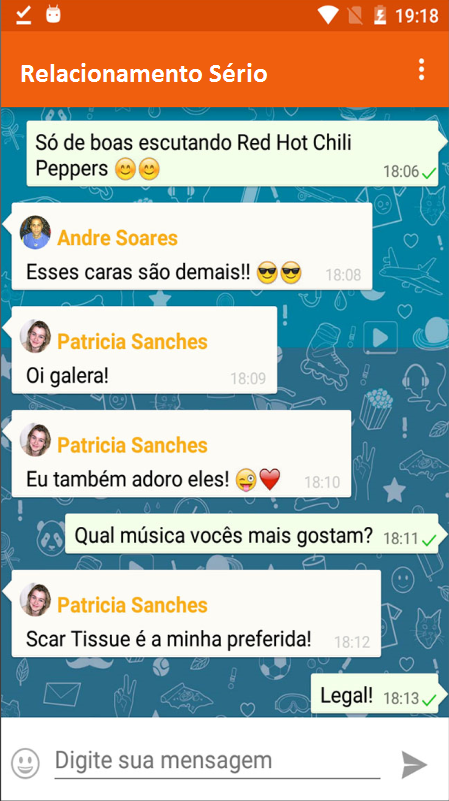 19:18
Relacionamento Sério
Só de boas escutando Red Hot Chili
Peppers 😊😊
18:06
Andre Soares
Esses caras são demais!! 😎😎 18:08
Patricia Sanches
Oi galera! 18:09
Patricia Sanches
Eu também adoro eles! 😜❤️ 18:10
Qual música vocês mais gostam? 18:11
Patricia Sanches
Scar Tissue é a minha preferida! 18:12
Legal! 18:13
Digite sua mensagem